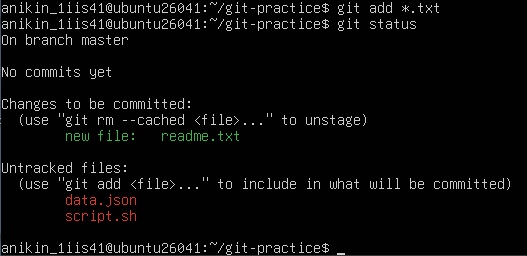 anikin_1iis41@ubuntu26041:~/git-practice$ git add *.txt
anikin_1iis41@ubuntu26041:~/git-practice$ git status
On branch master

No commits yet

Changes to be committed:
  (use "git rm --cached <file>..." to unstage)
        new file:   readme.txt

Untracked files:
  (use "git add <file>..." to include in what will be committed)
        data.json
        script.sh

anikin_1iis41@ubuntu26041:~/git-practice$ _